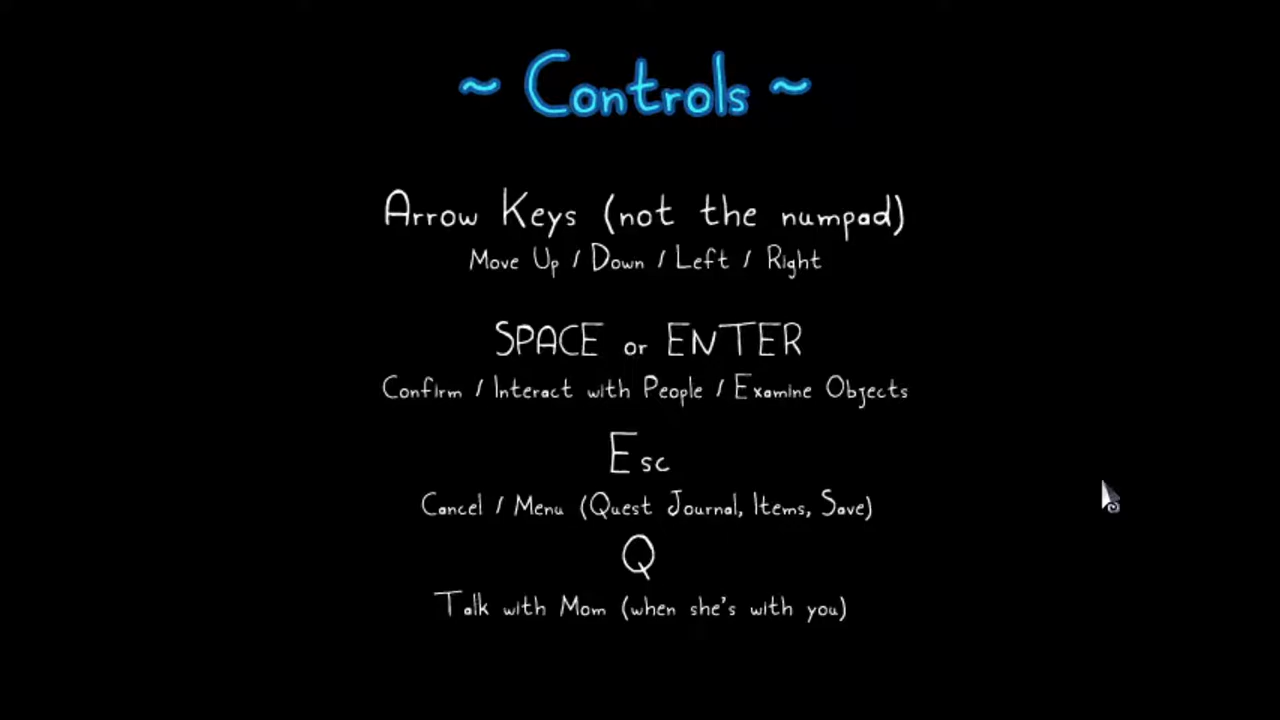 ~ Controls ~
Arrow Keys (not the numpad)
Move Up / Down / Left / Right
SPACE or ENTER
Confirm / Interact with People / Examine Objects
Esc
Cancel / Menu (Quest Journal, Items, Save)
Q
Talk with Mom (when she's with you)